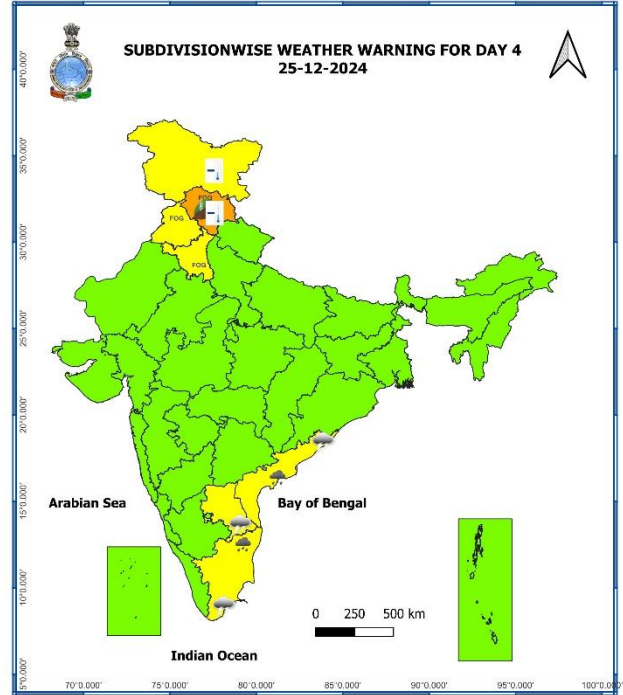 SUBDIVISIONWISE WEATHER WARNING FOR DAY 4
25-12-2024
40°0.000'
35°0.000'
30°0.000'
25°0.000'
20°0.000'
15°0.000'
10°0.000'
5°0.000'
FOG
FOG
FOG
Arabian Sea
Bay of Bengal
0 250 500 km
Indian Ocean
70°0.000' 75°0.000' 80°0.000' 85°0.000' 90°0.000' 95°0.000' 100°0.000'